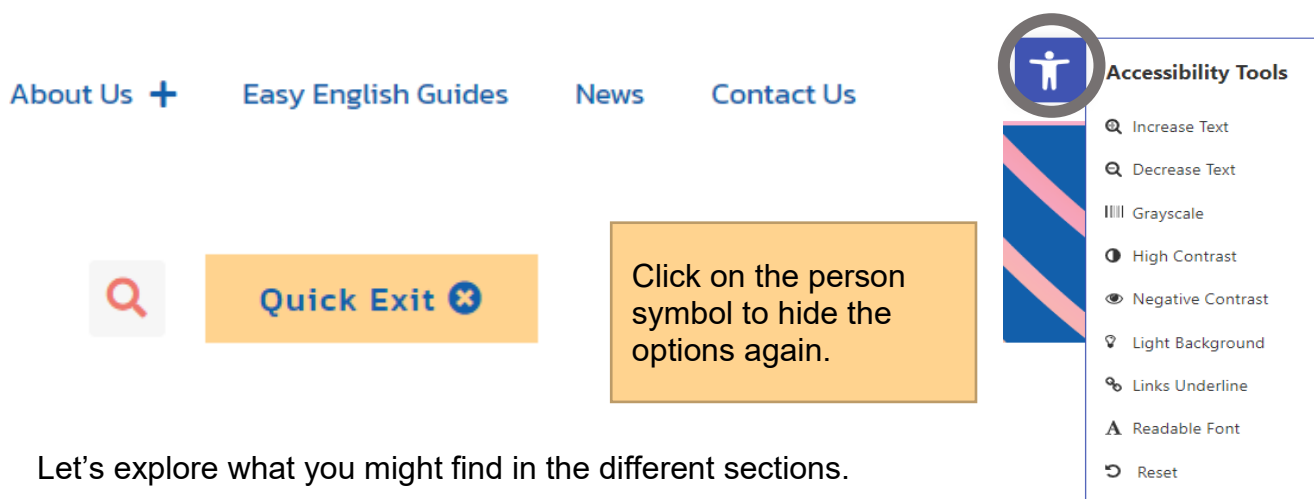 About Us
Easy English Guides
News
Contact Us
Quick Exit
Click on the person
symbol to hide the
options again.
Accessibility Tools
Increase Text
Decrease Text
Grayscale
High Contrast
Negative Contrast
Light Background
Links Underline
Readable Font
Reset
Let’s explore what you might find in the different sections.